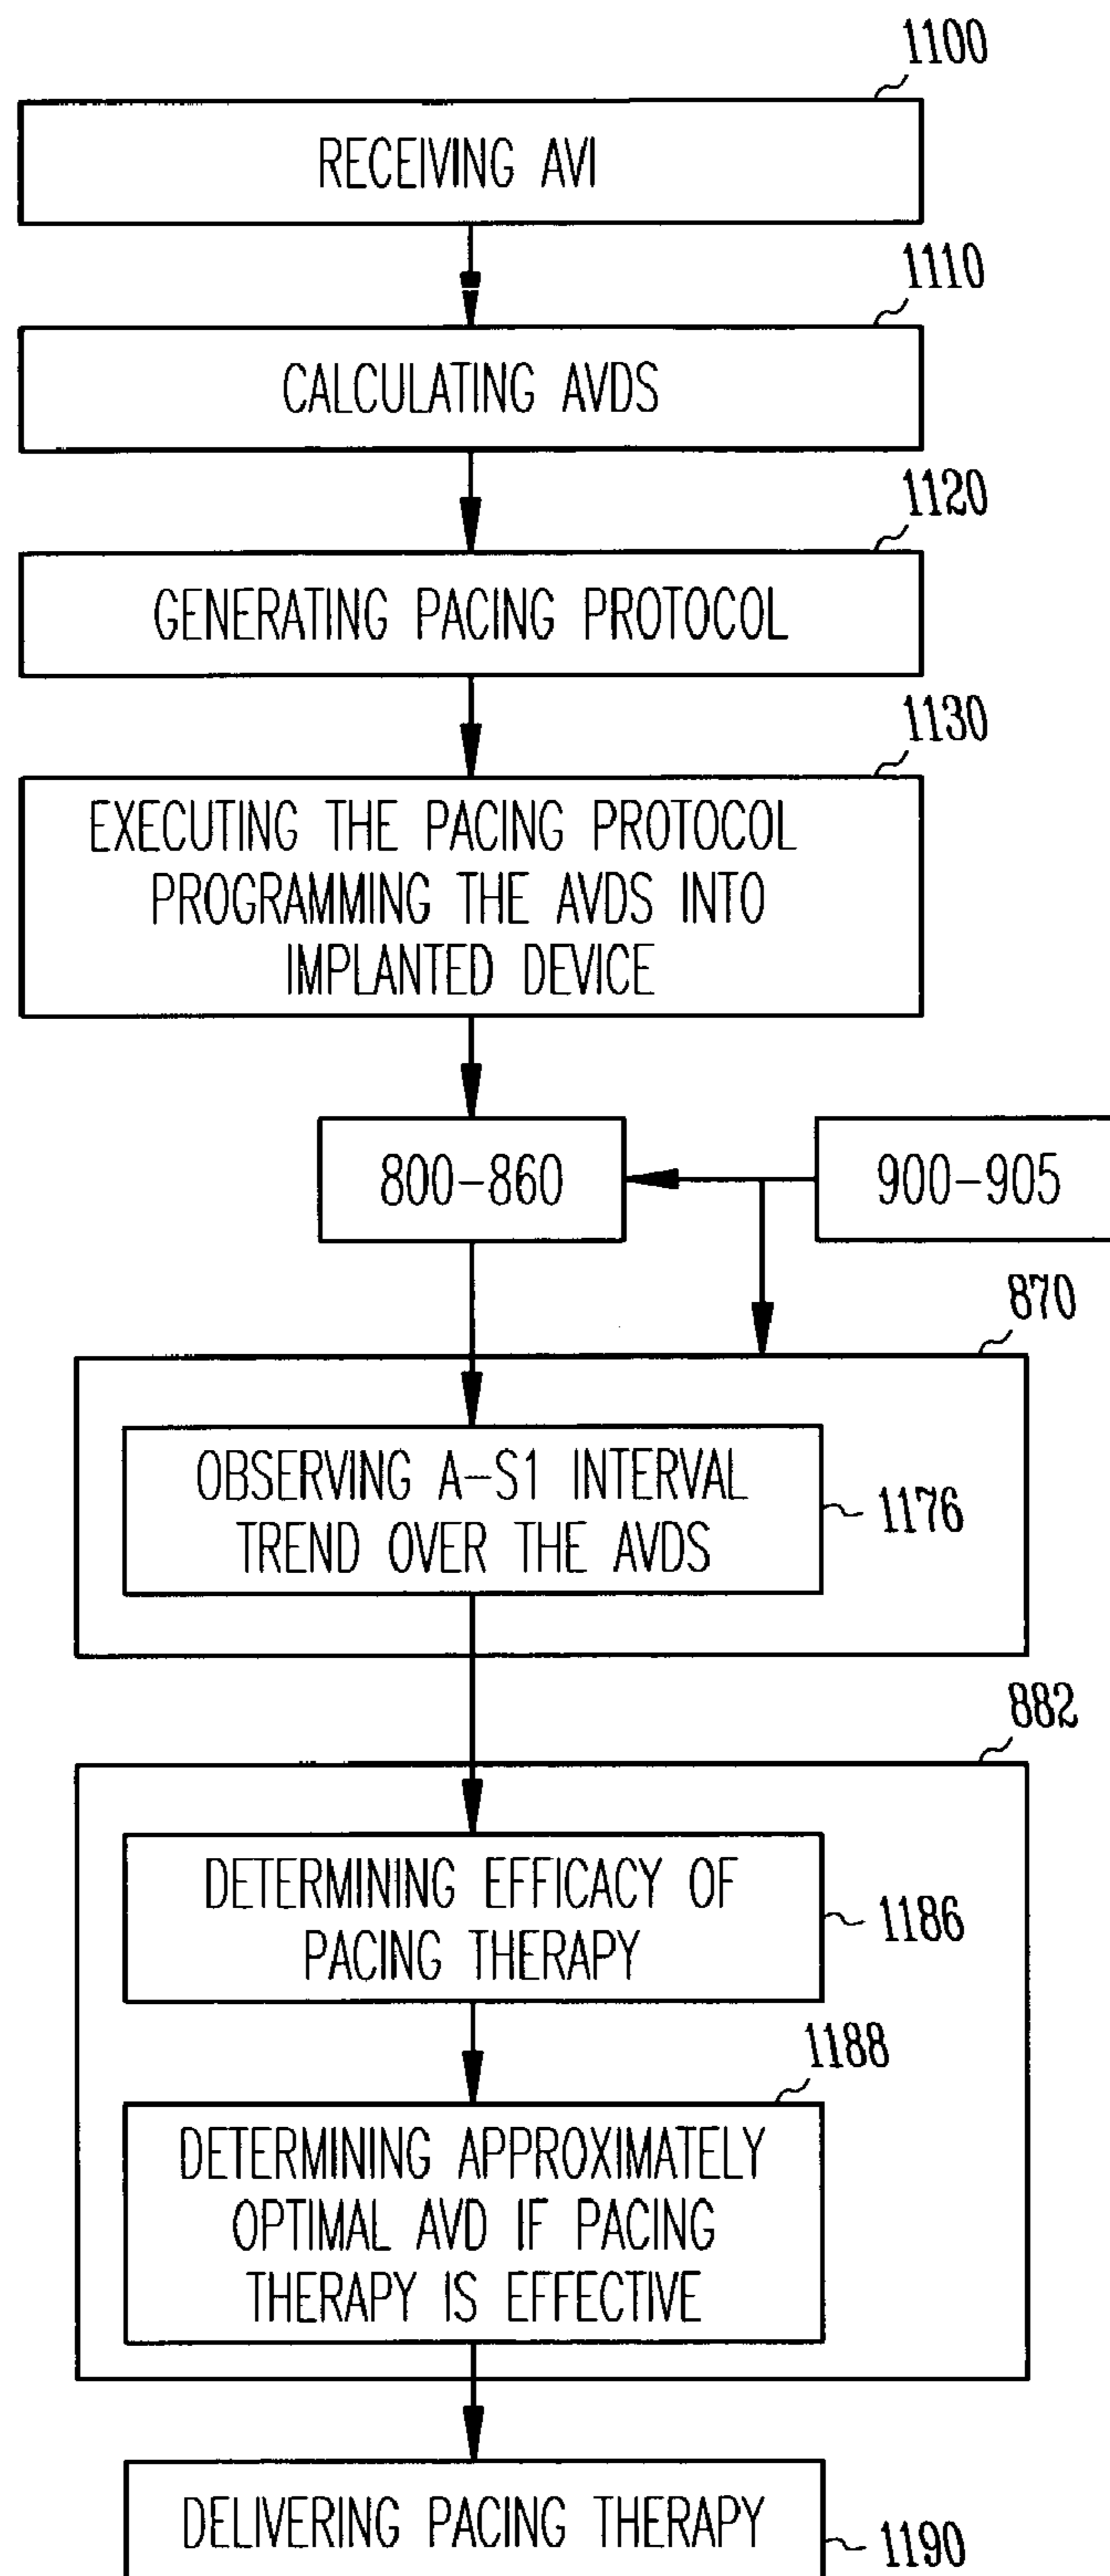 1100
RECEIVING AVI
1110
CALCULATING AVDS
1120
GENERATING PACING PROTOCOL
1130
EXECUTING THE PACING PROTOCOL
PROGRAMMING THE AVDS INTO
IMPLANTED DEVICE
800-860
900-905
870
OBSERVING A-S1 INTERVAL
TREND OVER THE AVDS
1176
882
DETERMINING EFFICACY OF
PACING THERAPY
1186
1188
DETERMINING APPROXIMATELY
OPTIMAL AVD IF PACING
THERAPY IS EFFECTIVE
DELIVERING PACING THERAPY
1190